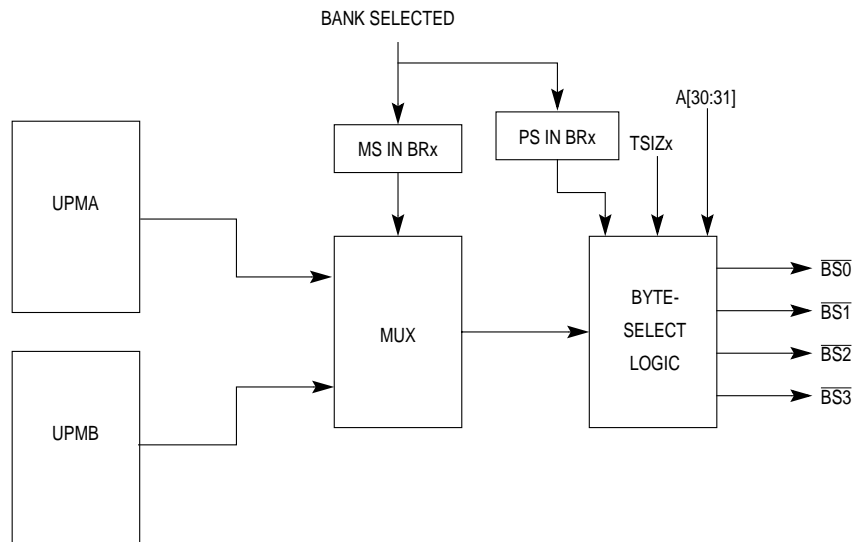 BANK SELECTED
A[30:31]
MS IN BRx
PS IN BRx
TSIZx
UPMA
MUX
BYTE-
SELECT
LOGIC
BS0
BS1
BS2
BS3
UPMB